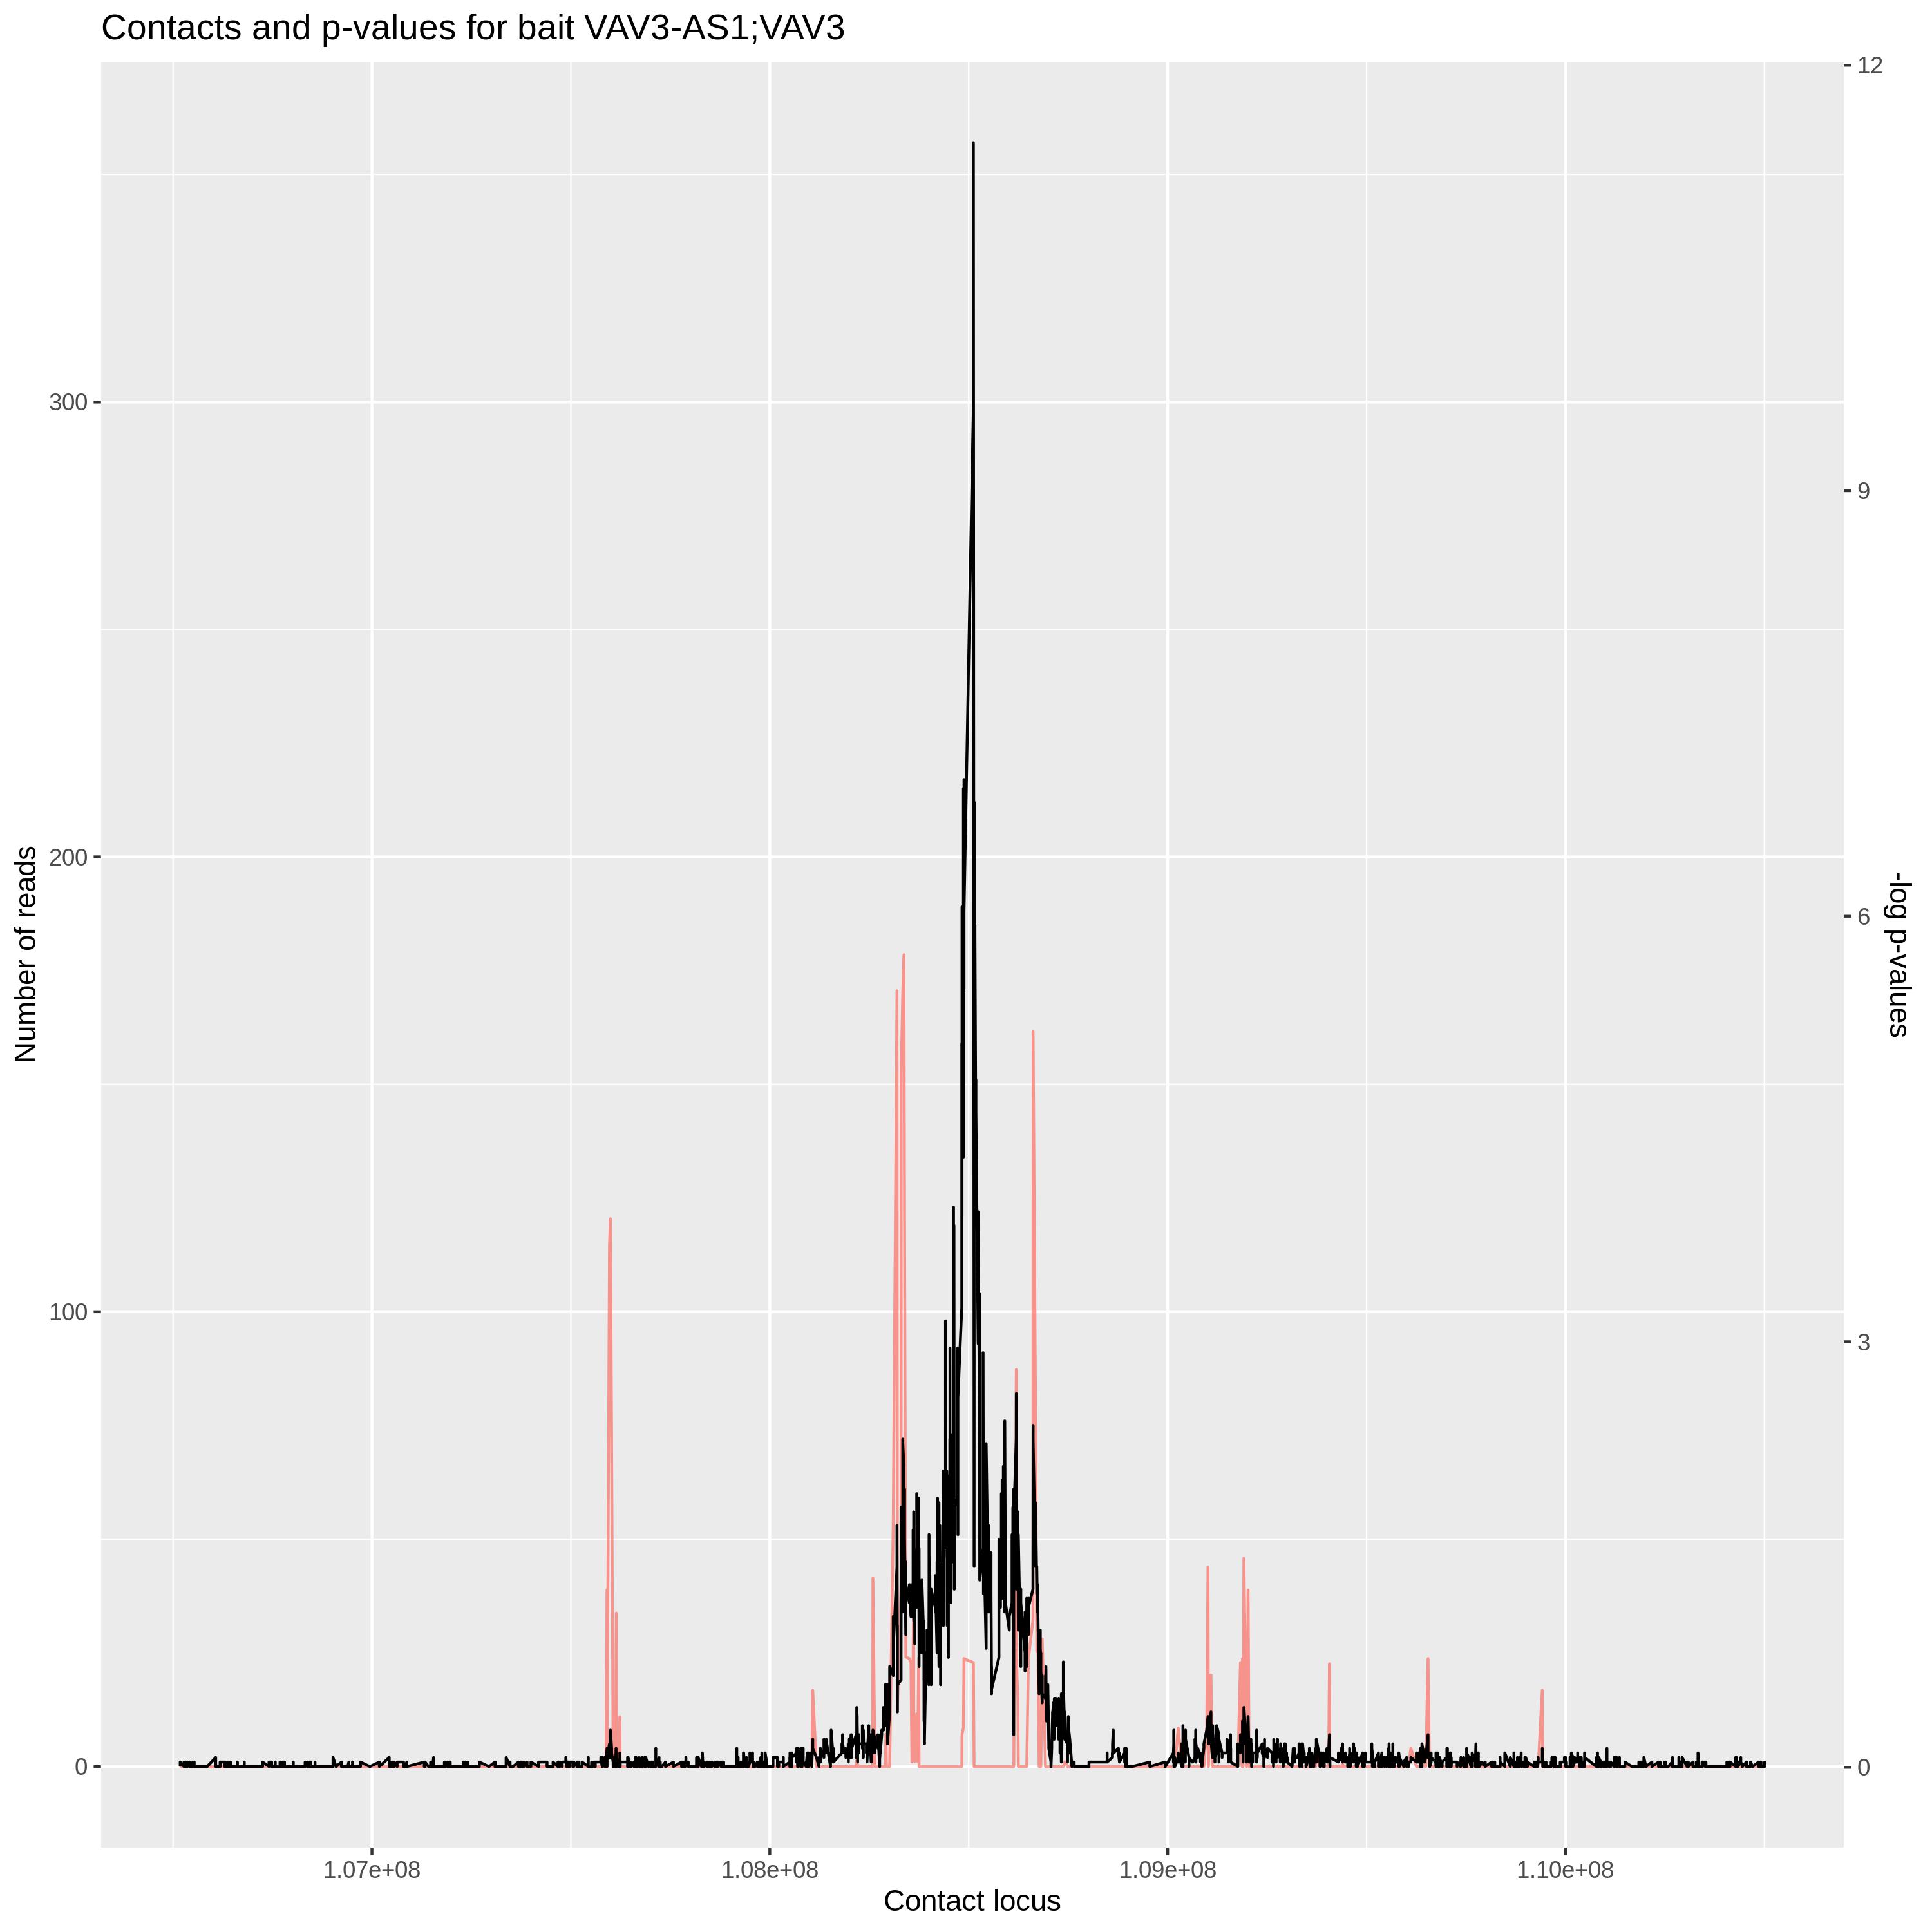 Contacts and p-values for bait VAV3-AS1;VAV3
Number of reads
300
200
100
0
12
9
6
3
0
-log p-values
1.07e+08
1.08e+08
1.09e+08
1.10e+08
Contact locus